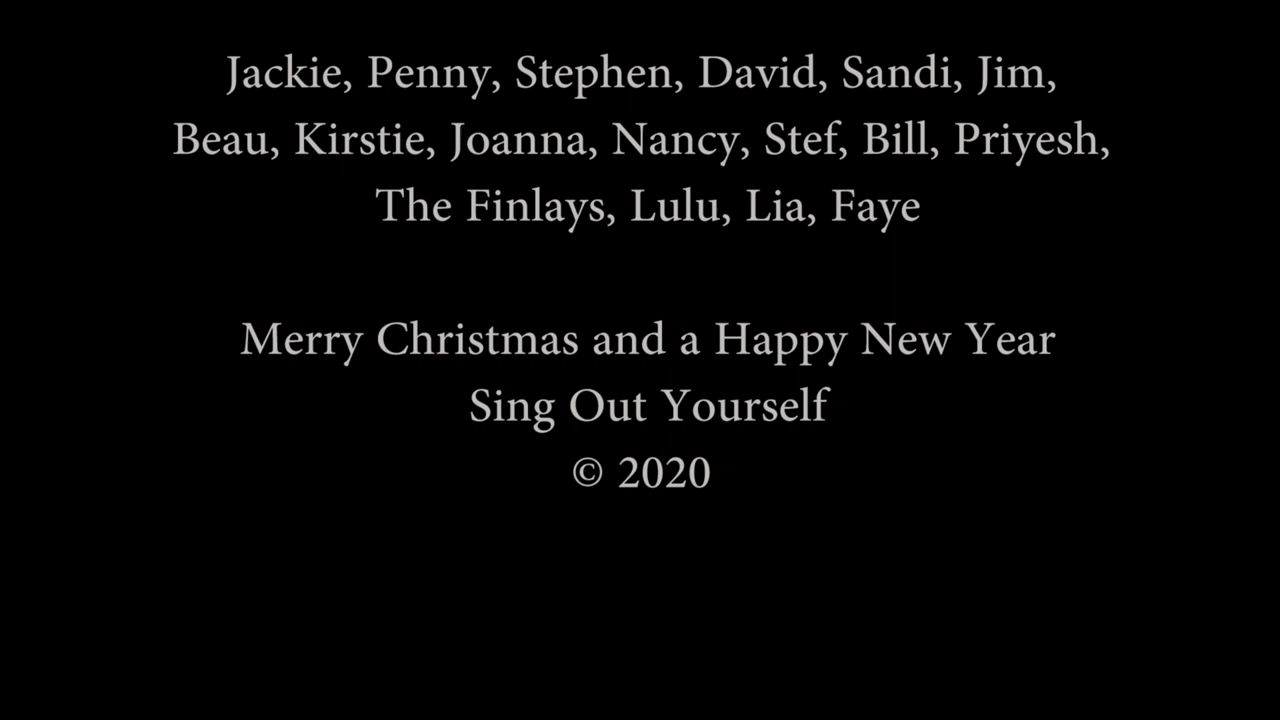 Jackie, Penny, Stephen, David, Sandi, Jim,
Beau, Kirstie, Joanna, Nancy, Stef, Bill, Priyesh,
The Finlays, Lulu, Lia, Faye
Merry Christmas and a Happy New Year
Sing Out Yourself
© 2020